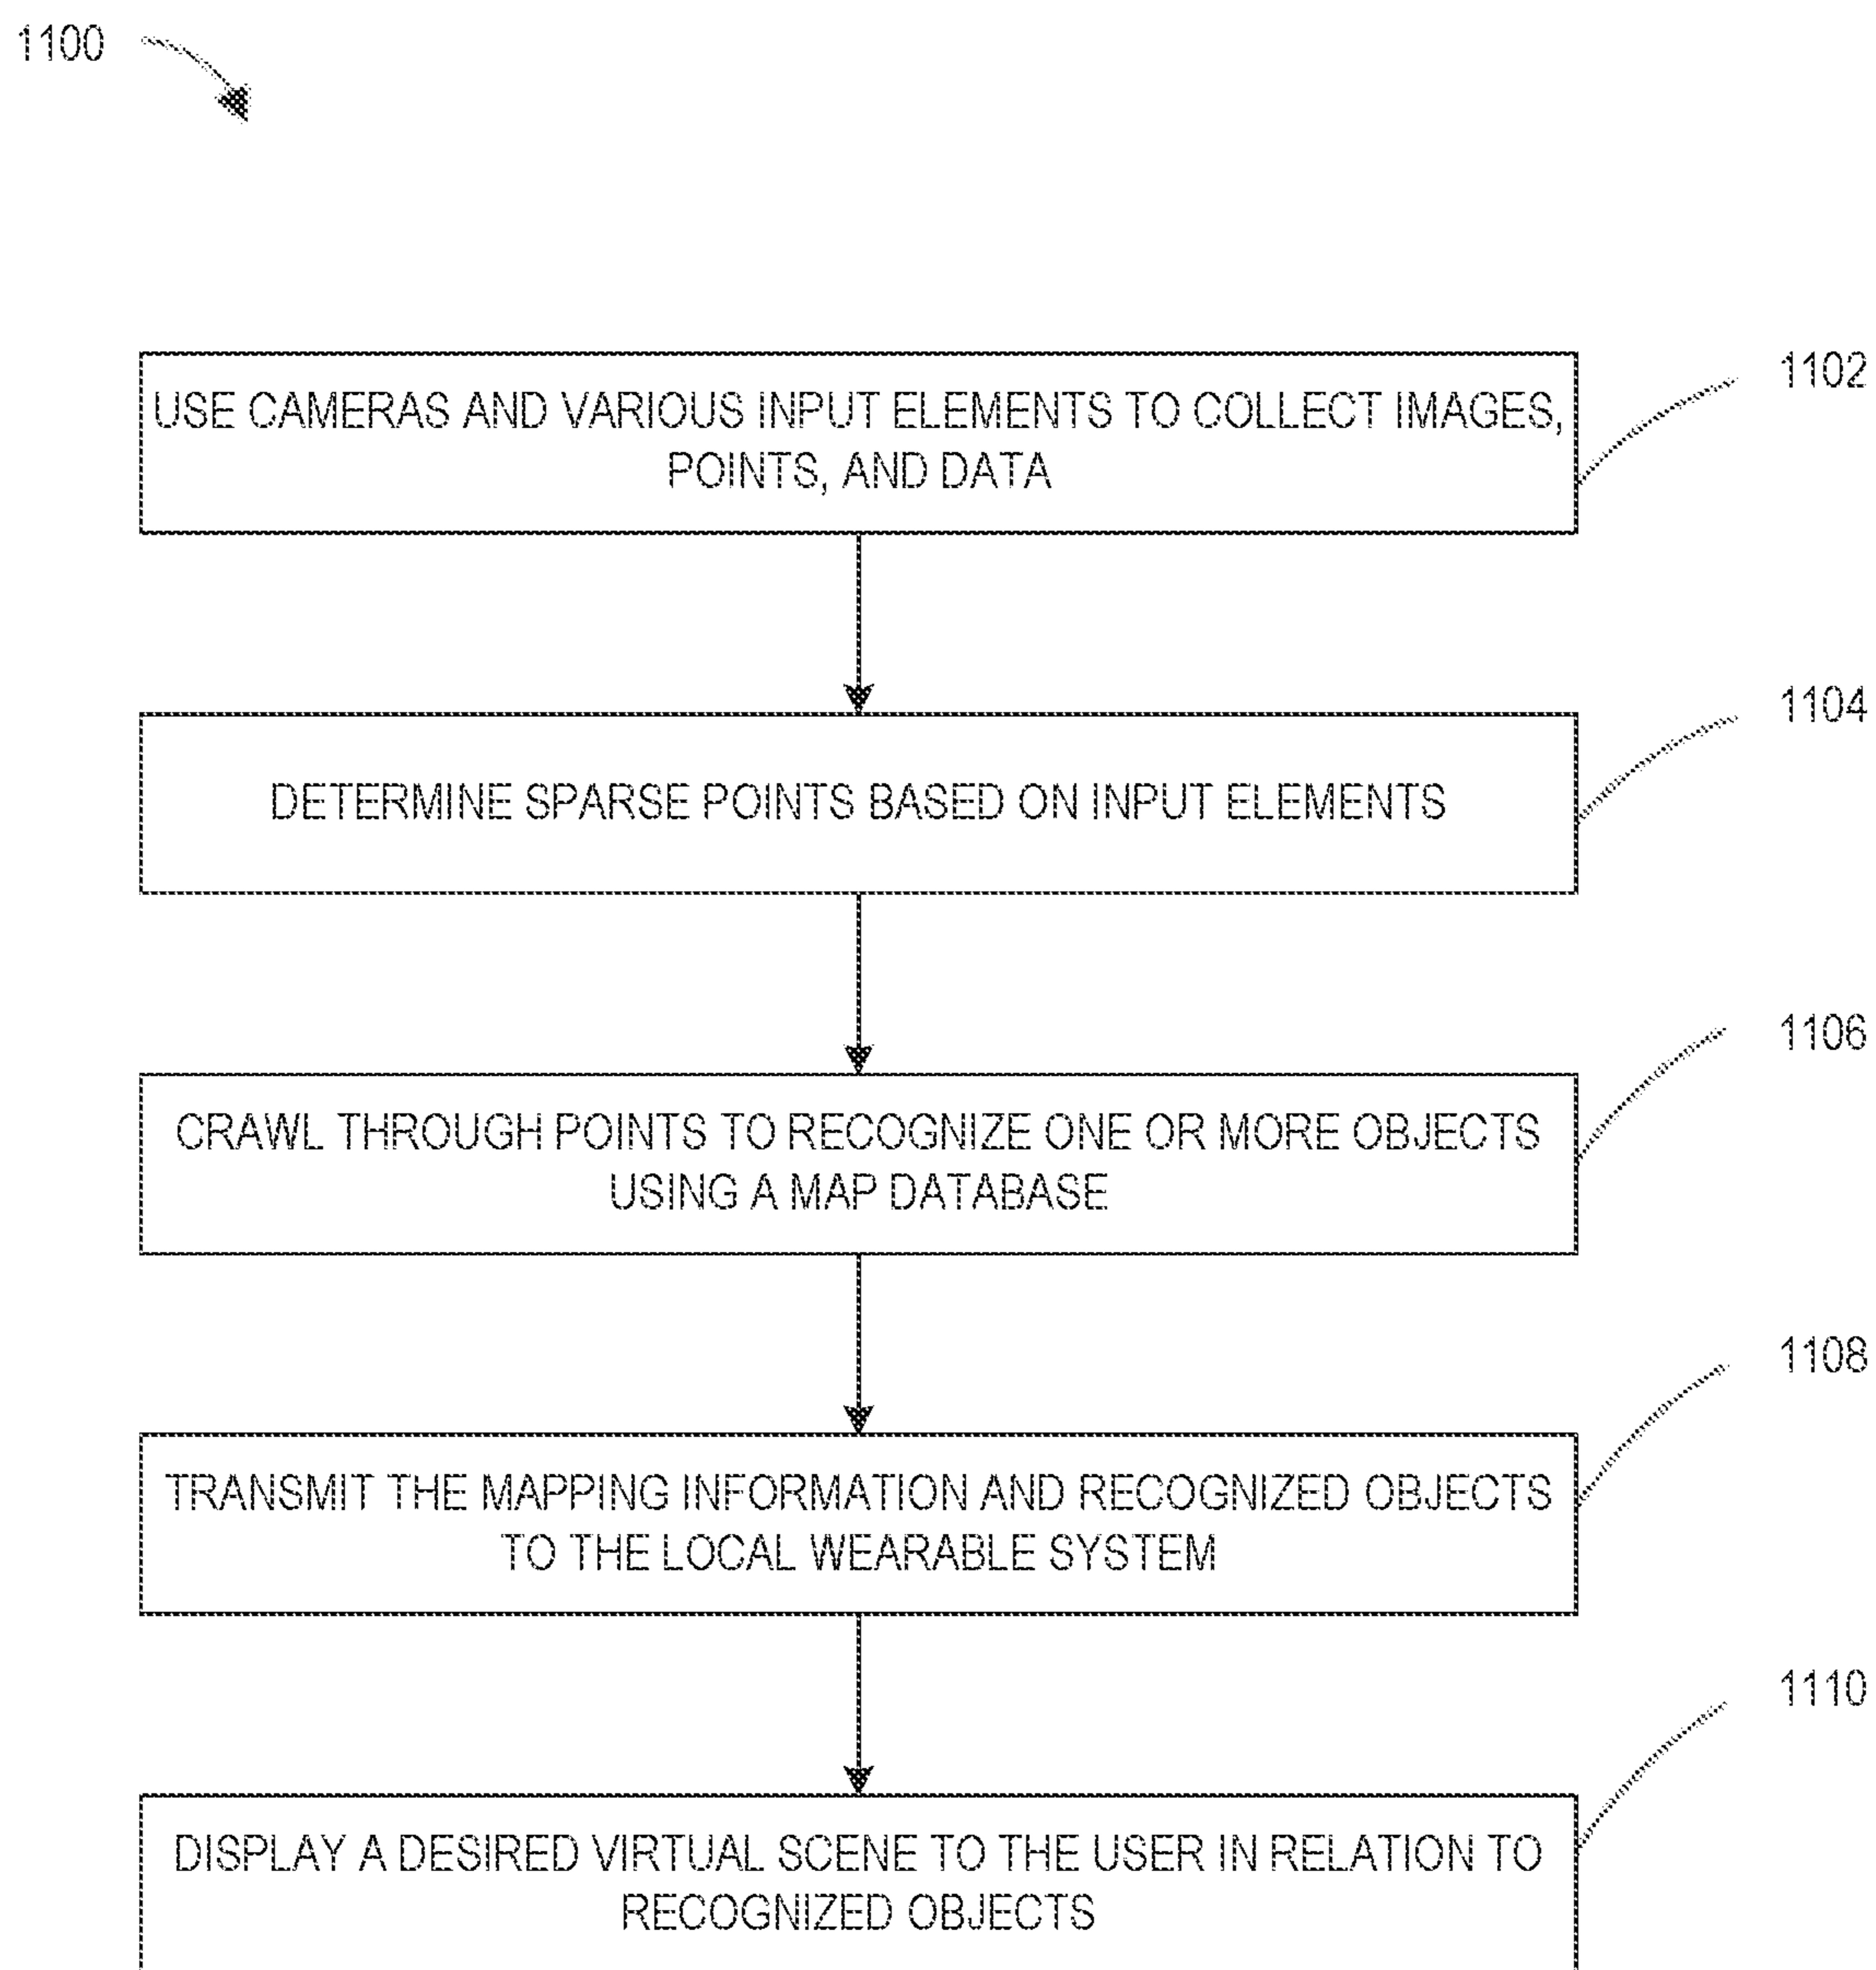 1100
USE CAMERAS AND VARIOUS INPUT ELEMENTS TO COLLECT IMAGES,
POINTS, AND DATA
1102
DETERMINE SPARSE POINTS BASED ON INPUT ELEMENTS
1104
CRAWL THROUGH POINTS TO RECOGNIZE ONE OR MORE OBJECTS
USING A MAP DATABASE
1106
TRANSMIT THE MAPPING INFORMATION AND RECOGNIZED OBJECTS
TO THE LOCAL WEARABLE SYSTEM
1108
DISPLAY A DESIRED VIRTUAL SCENE TO THE USER IN RELATION TO
RECOGNIZED OBJECTS
1110